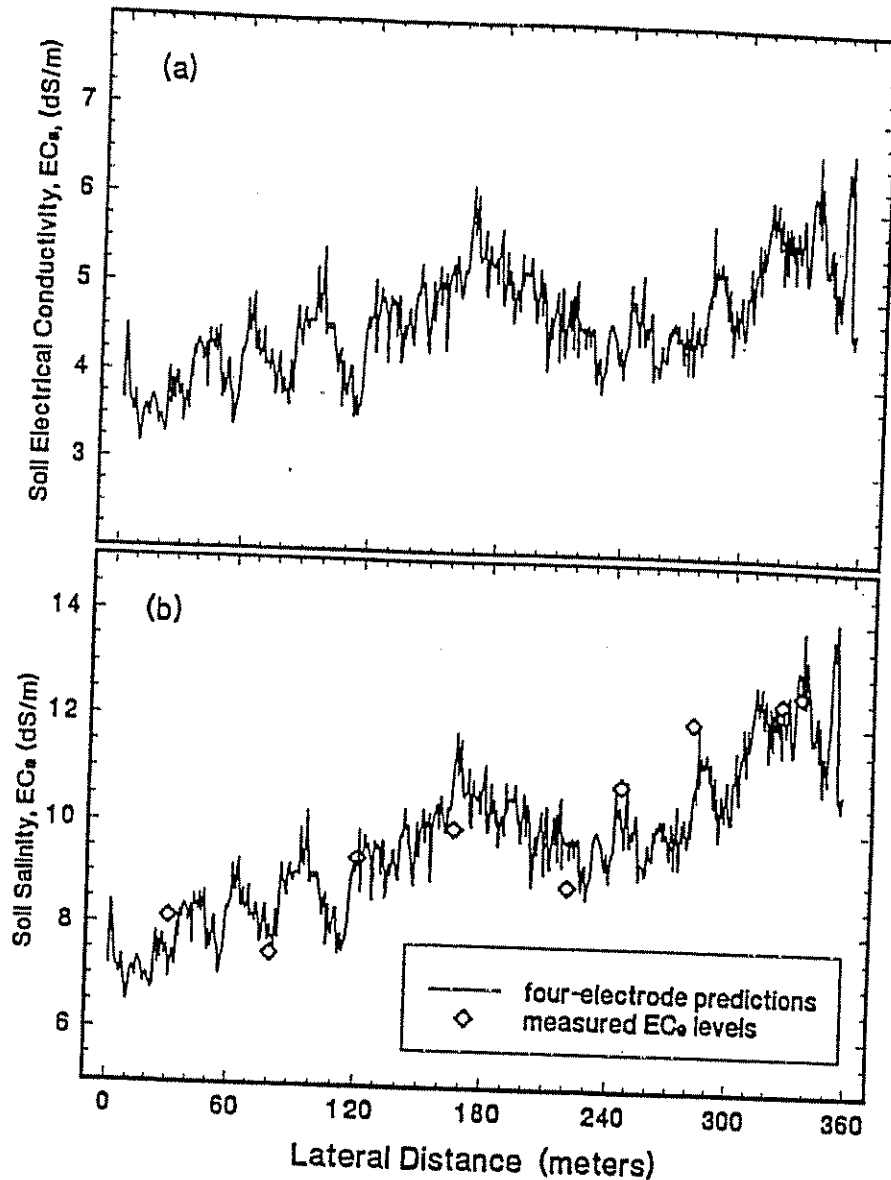 (a)
Soil Electrical Conductivity, ECa, (dS/m)
7
6
5
4
3
(b)
Soil Salinity, ECe (dS/m)
14
12
10
8
6
four-electrode predictions
measured ECe levels
0 60 120 180 240 300 360
Lateral Distance (meters)